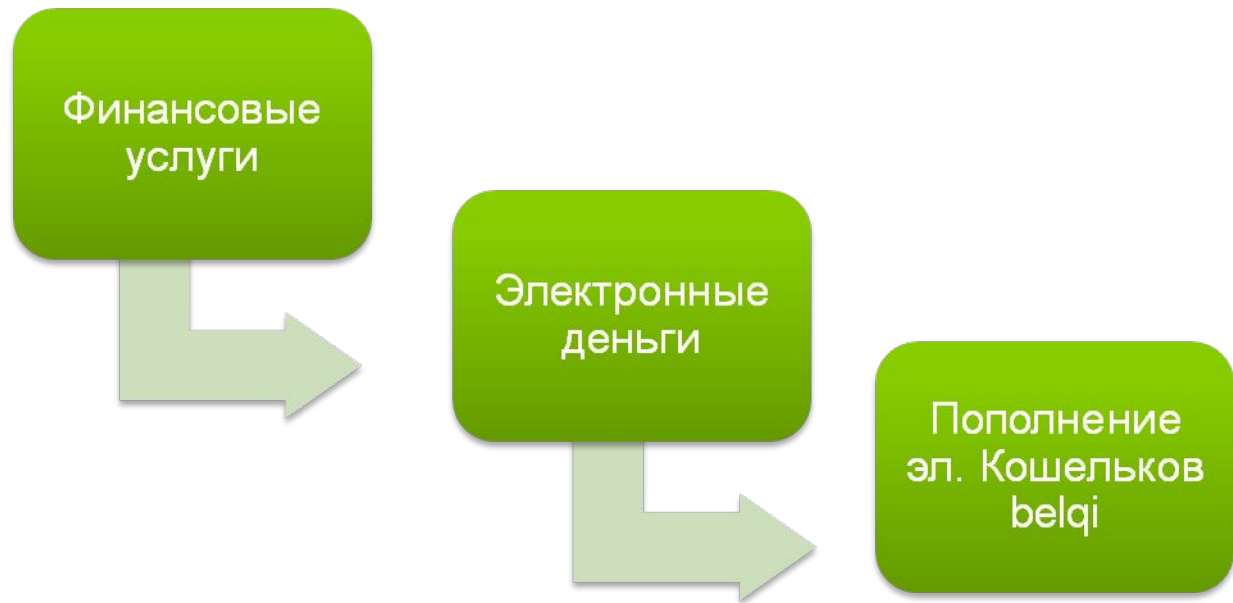 Финансовые
услуги
Электронные
деньги
Пополнение
эл. Кошельков
belqi